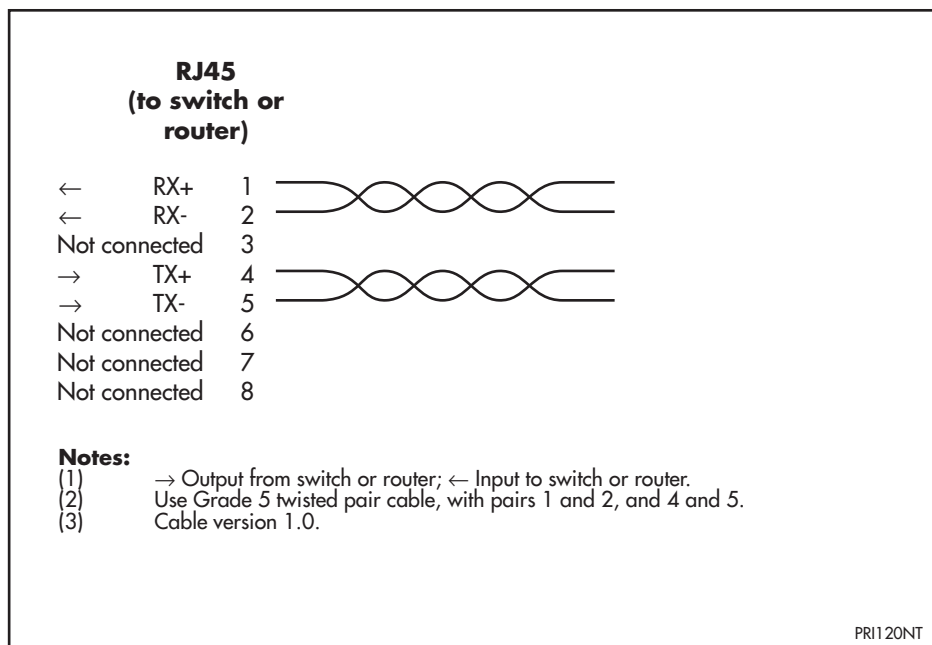 RJ45
(to switch or
router)
← RX+ 1
← RX- 2
Not connected 3
→ TX+ 4
→ TX- 5
Not connected 6
Not connected 7
Not connected 8
Notes:
(1) → Output from switch or router; ← Input to switch or router.
(2) Use Grade 5 twisted pair cable, with pairs 1 and 2, and 4 and 5.
(3) Cable version 1.0.
PRI120NT